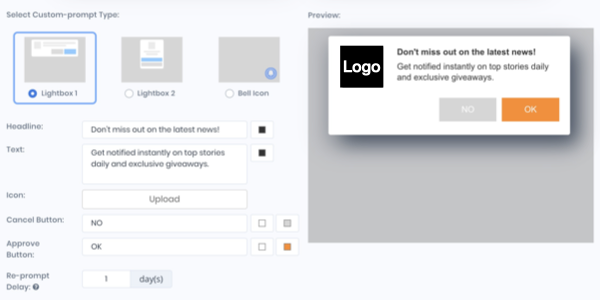 Select Custom-prompt Type:
Lightbox 1
Lightbox 2
Bell Icon
Headline:
Don't miss out on the latest news!
Text:
Get notified instantly on top stories
daily and exclusive giveaways.
Icon:
Upload
Cancel Button:
NO
Approve
Button:
OK
Re-prompt
Delay:
1
day(s)
Preview:
Logo
Don't miss out on the latest news!
Get notified instantly on top stories daily
and exclusive giveaways.
NO
OK